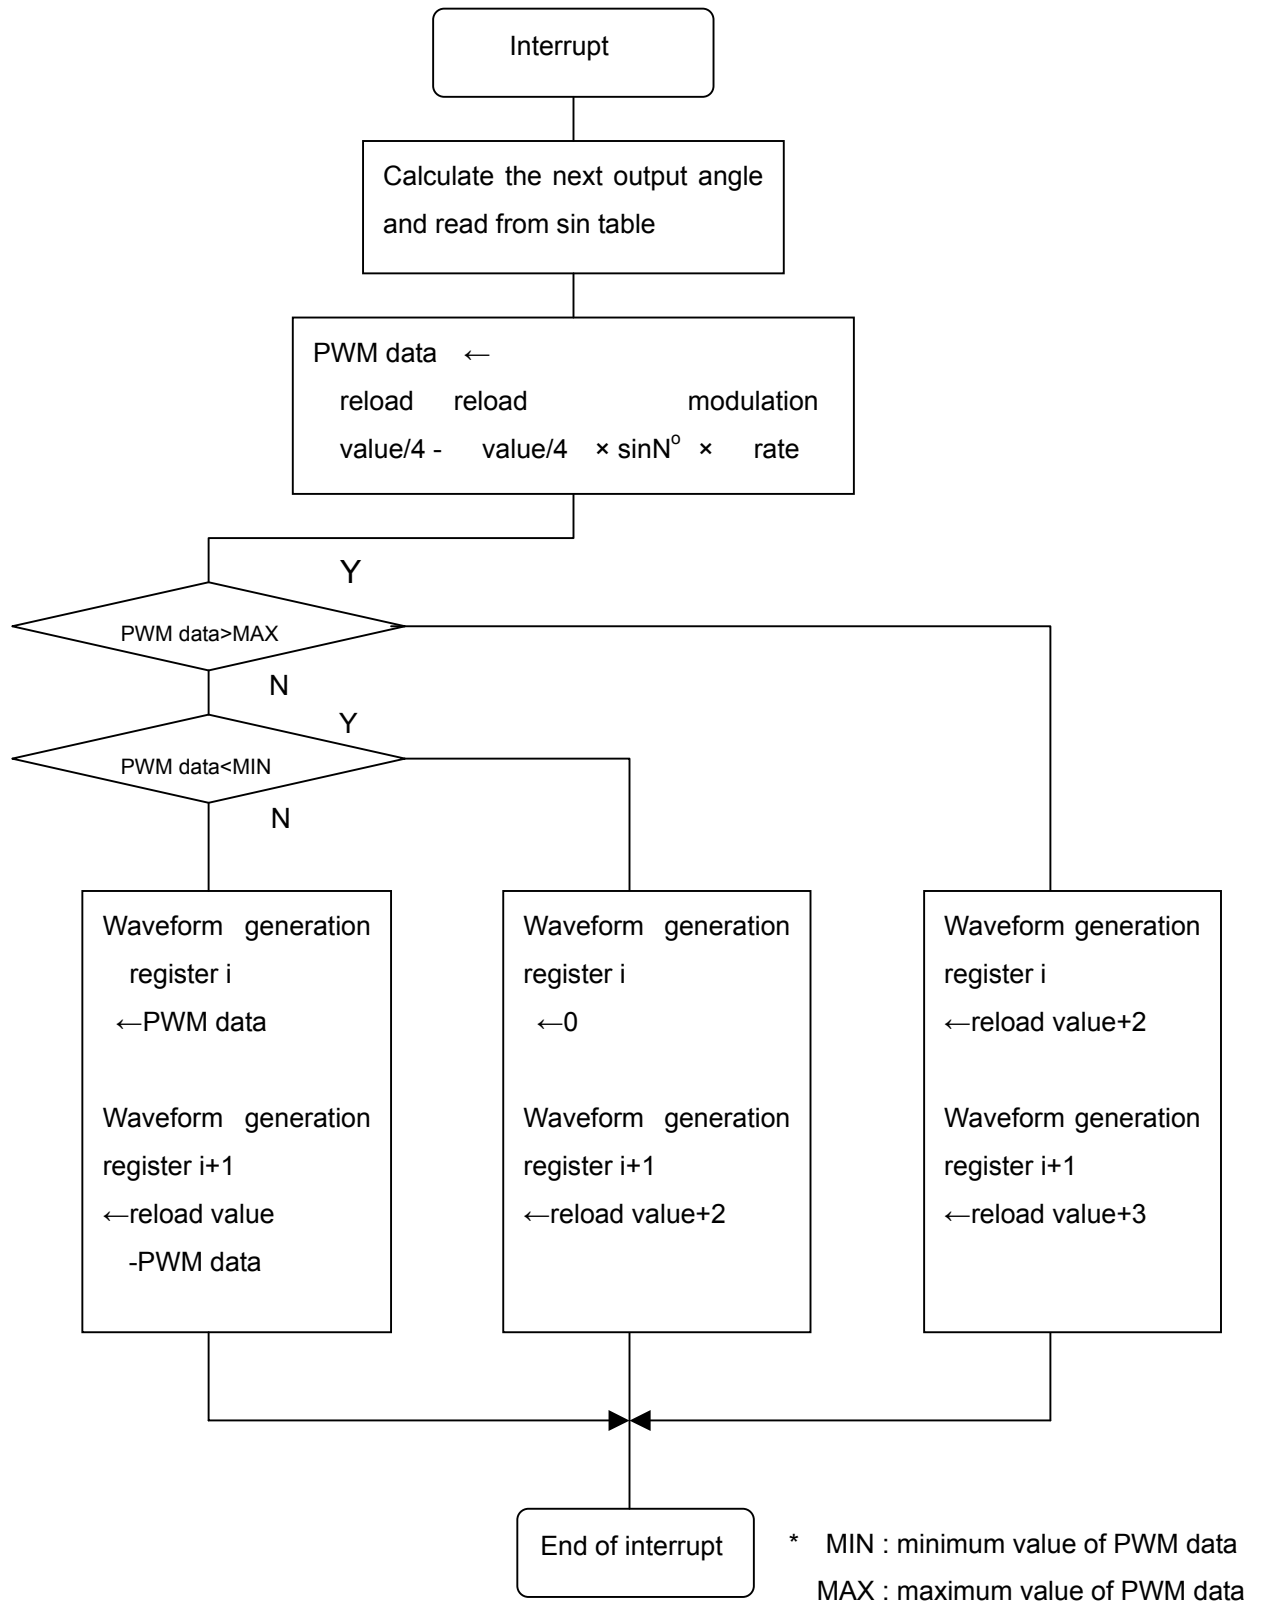 Interrupt
Calculate the next output angle
and read from sin table
PWM data ←
reload reload modulation
value/4 - value/4 × sinN° × rate
Y
PWM data>MAX
N
Y
PWM data<MIN
N
Waveform generation
register i
←PWM data
Waveform generation
register i+1
←reload value
-PWM data
Waveform generation
register i
←0
Waveform generation
register i+1
←reload value+2
Waveform generation
register i
←reload value+2
Waveform generation
register i+1
←reload value+3
End of interrupt
* MIN : minimum value of PWM data
MAX : maximum value of PWM data